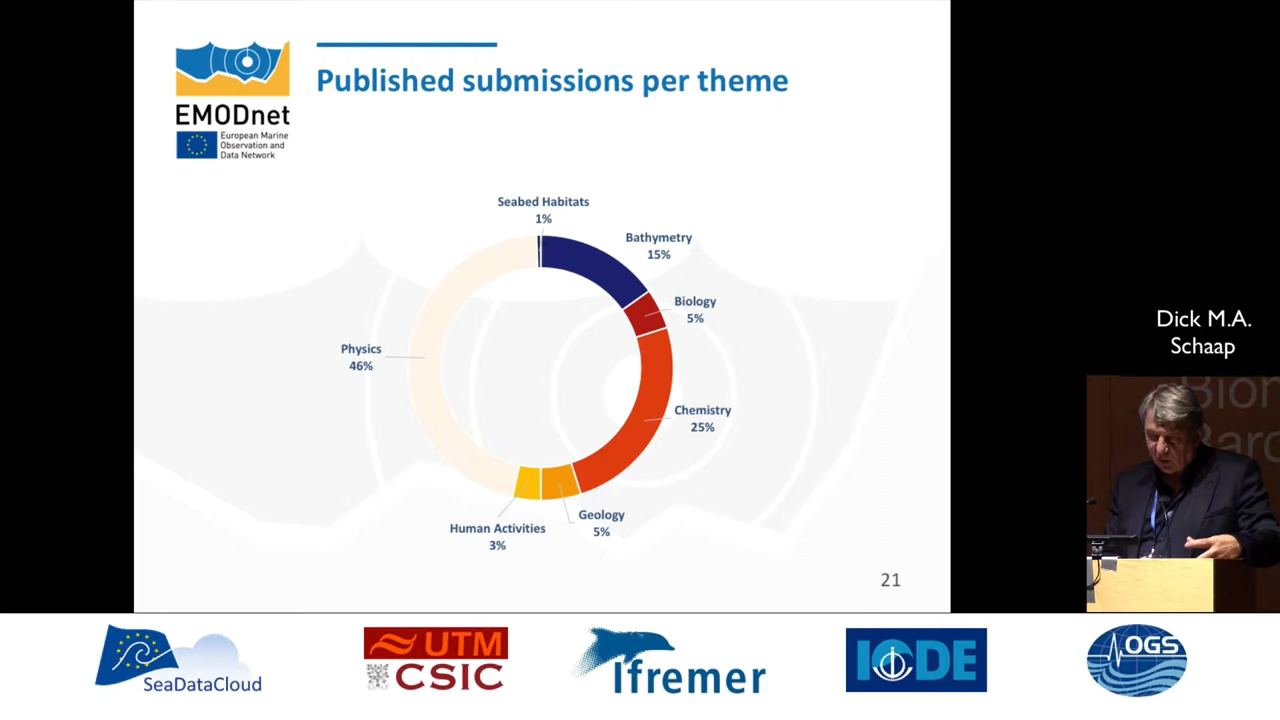 Published submissions per theme
EMODnet
European Marine
Observation and
Data Network
Seabed Habitats
1%
Bathymetry
15%
Biology
5%
Physics
46%
Chemistry
25%
Geology
5%
Human Activities
3%
21
Dick M.A.
Schaap
SeaDataCloud
UTM
CSIC
Ifremer
IODE
OGS